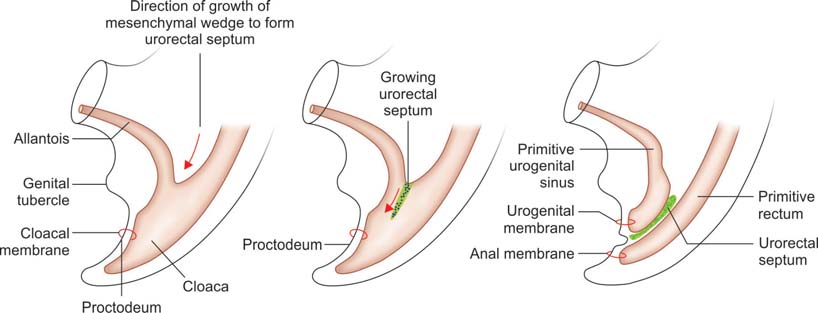 Direction of growth of
mesenchymal wedge to form
urorectal septum
Allantois
Genital
tubercle
Cloacal
membrane
Proctodeum
Cloaca
Growing
urorectal
septum
Proctodeum
Primitive
urogenital
sinus
Urogenital
membrane
Anal membrane
Primitive
rectum
Urorectal
septum